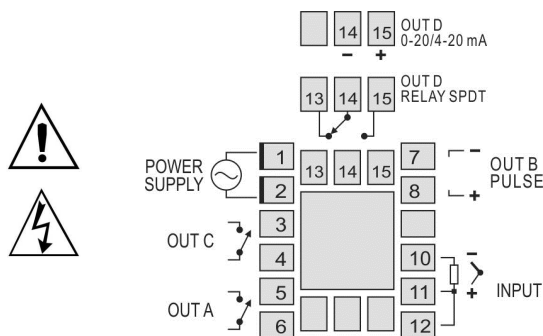 14 15 OUT D
0-20/4-20 mA
− +
13 14 15 OUT D
RELAY SPDT
POWER
SUPPLY
1
2
13 14 15
7 −
8 +
OUT B
PULSE
OUT C
3
4
10 −
11 +
12
INPUT
OUT A
5
6